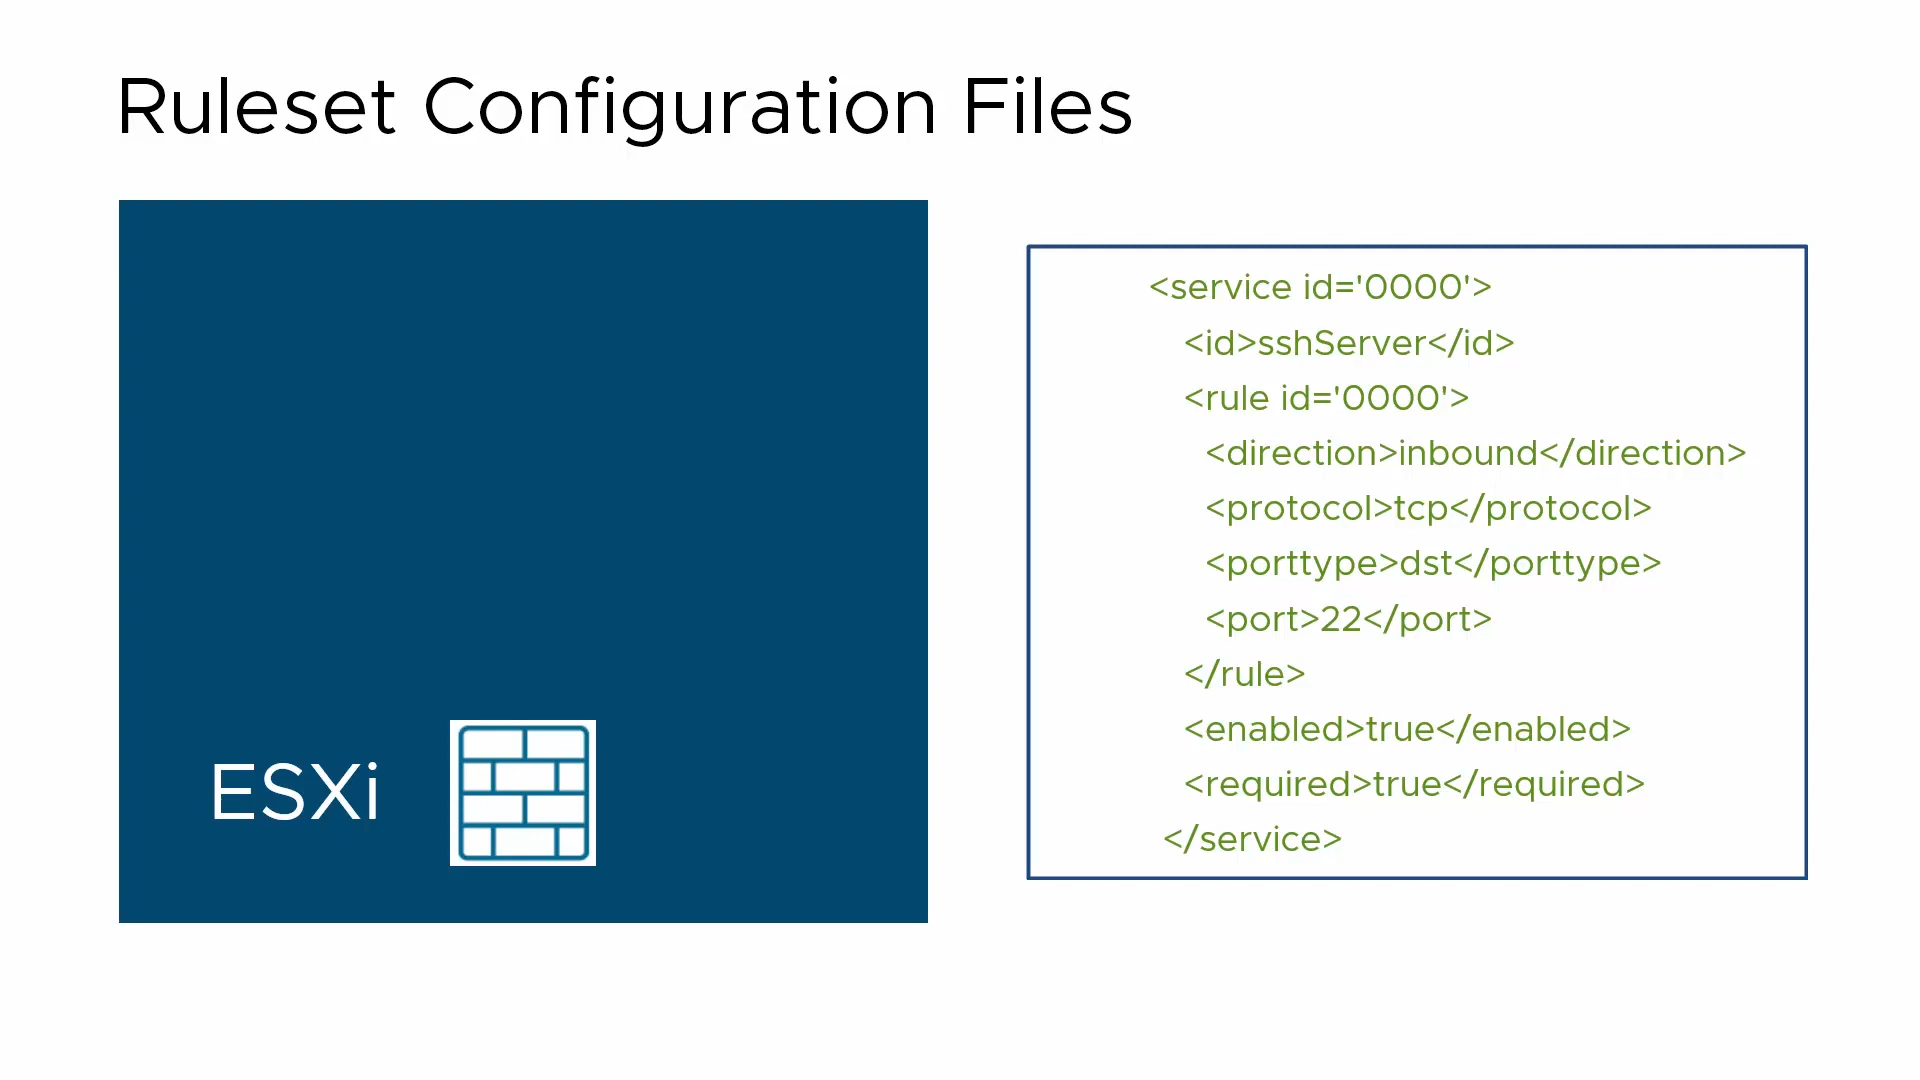 Ruleset Configuration Files
ESXi
<service id='0000'>
<id>sshServer</id>
<rule id='0000'>
<direction>inbound</direction>
<protocol>tcp</protocol>
<porttype>dst</porttype>
<port>22</port>
</rule>
<enabled>true</enabled>
<required>true</required>
</service>